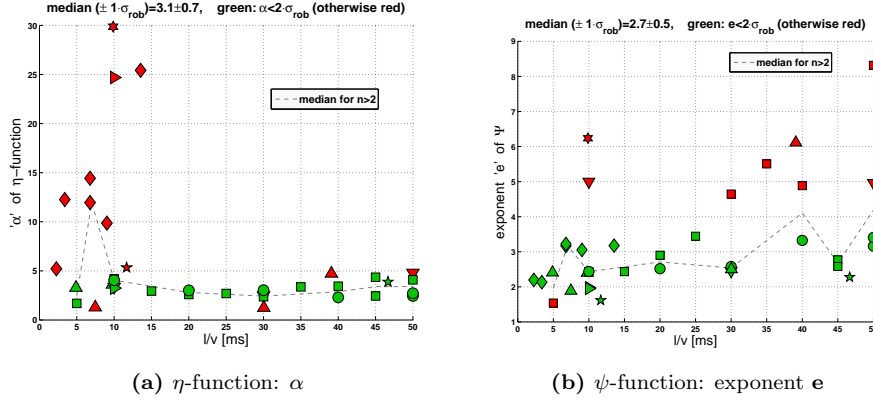 median (± 1·σrob)=3.1±0.7, green: α<2·σrob (otherwise red)
30
25
20
15
10
5
0
'α' of η−function
median for n>2
0 5 10 15 20 25 30 35 40 45 50
l/v [ms]
(a) η-function: α
median (± 1·σrob)=2.7±0.5, green: e<2·σrob (otherwise red)
9
8
7
6
5
4
3
2
1
exponent 'e' of Ψ
median for n>2
0 5 10 15 20 25 30 35 40 45 50
l/v [ms]
(b) ψ-function: exponent e